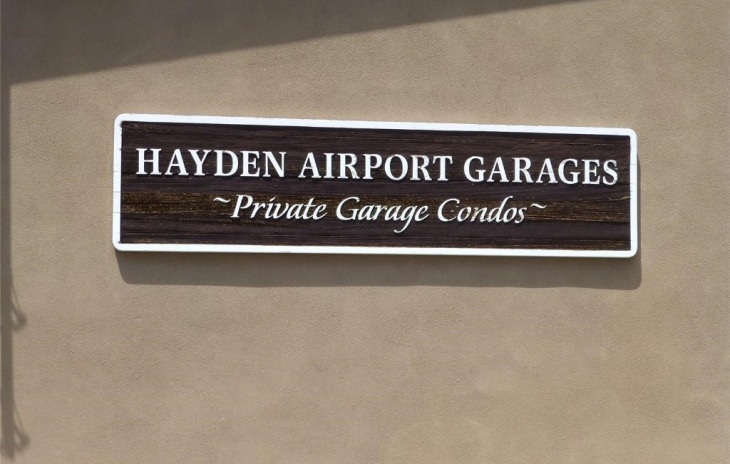 HAYDEN AIRPORT GARAGES
~Private Garage Condos~